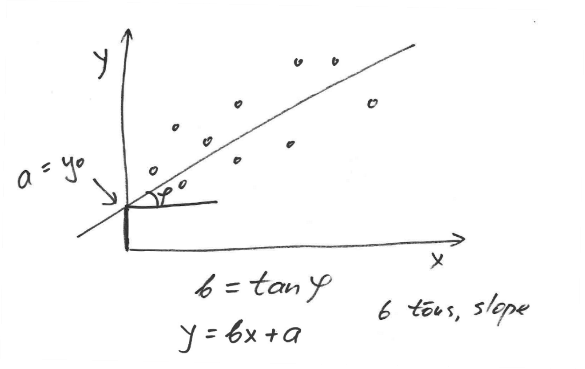 y
a = y₀
φ
x
b = tan φ
y = bx + a
b tõus, slope